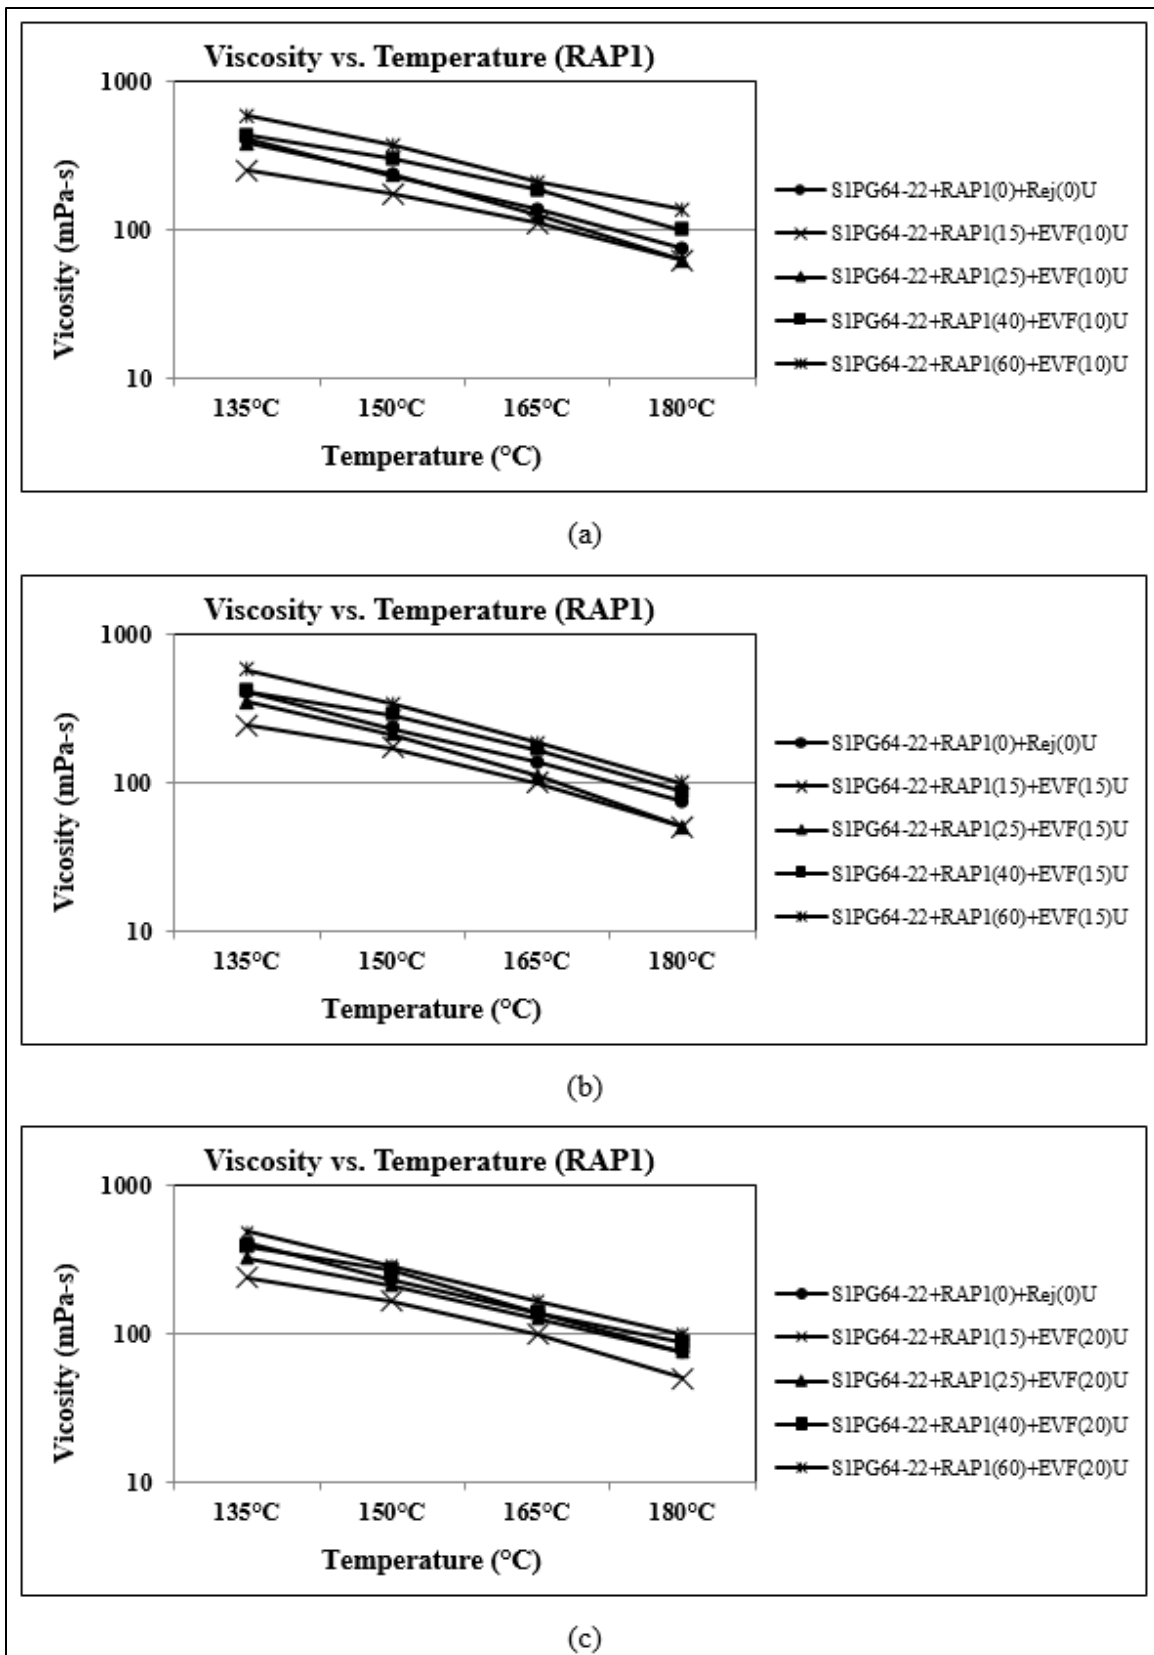 Viscosity vs. Temperature (RAP1)
1000
100
10
Vicosity (mPa-s)
135°C 150°C 165°C 180°C
Temperature (°C)
S1PG64-22+RAP1(0)+Rej(0)U
S1PG64-22+RAP1(15)+EVF(10)U
S1PG64-22+RAP1(25)+EVF(10)U
S1PG64-22+RAP1(40)+EVF(10)U
S1PG64-22+RAP1(60)+EVF(10)U
(a)
Viscosity vs. Temperature (RAP1)
1000
100
10
Vicosity (mPa-s)
135°C 150°C 165°C 180°C
Temperature (°C)
S1PG64-22+RAP1(0)+Rej(0)U
S1PG64-22+RAP1(15)+EVF(15)U
S1PG64-22+RAP1(25)+EVF(15)U
S1PG64-22+RAP1(40)+EVF(15)U
S1PG64-22+RAP1(60)+EVF(15)U
(b)
Viscosity vs. Temperature (RAP1)
1000
100
10
Vicosity (mPa-s)
135°C 150°C 165°C 180°C
Temperature (°C)
S1PG64-22+RAP1(0)+Rej(0)U
S1PG64-22+RAP1(15)+EVF(20)U
S1PG64-22+RAP1(25)+EVF(20)U
S1PG64-22+RAP1(40)+EVF(20)U
S1PG64-22+RAP1(60)+EVF(20)U
(c)